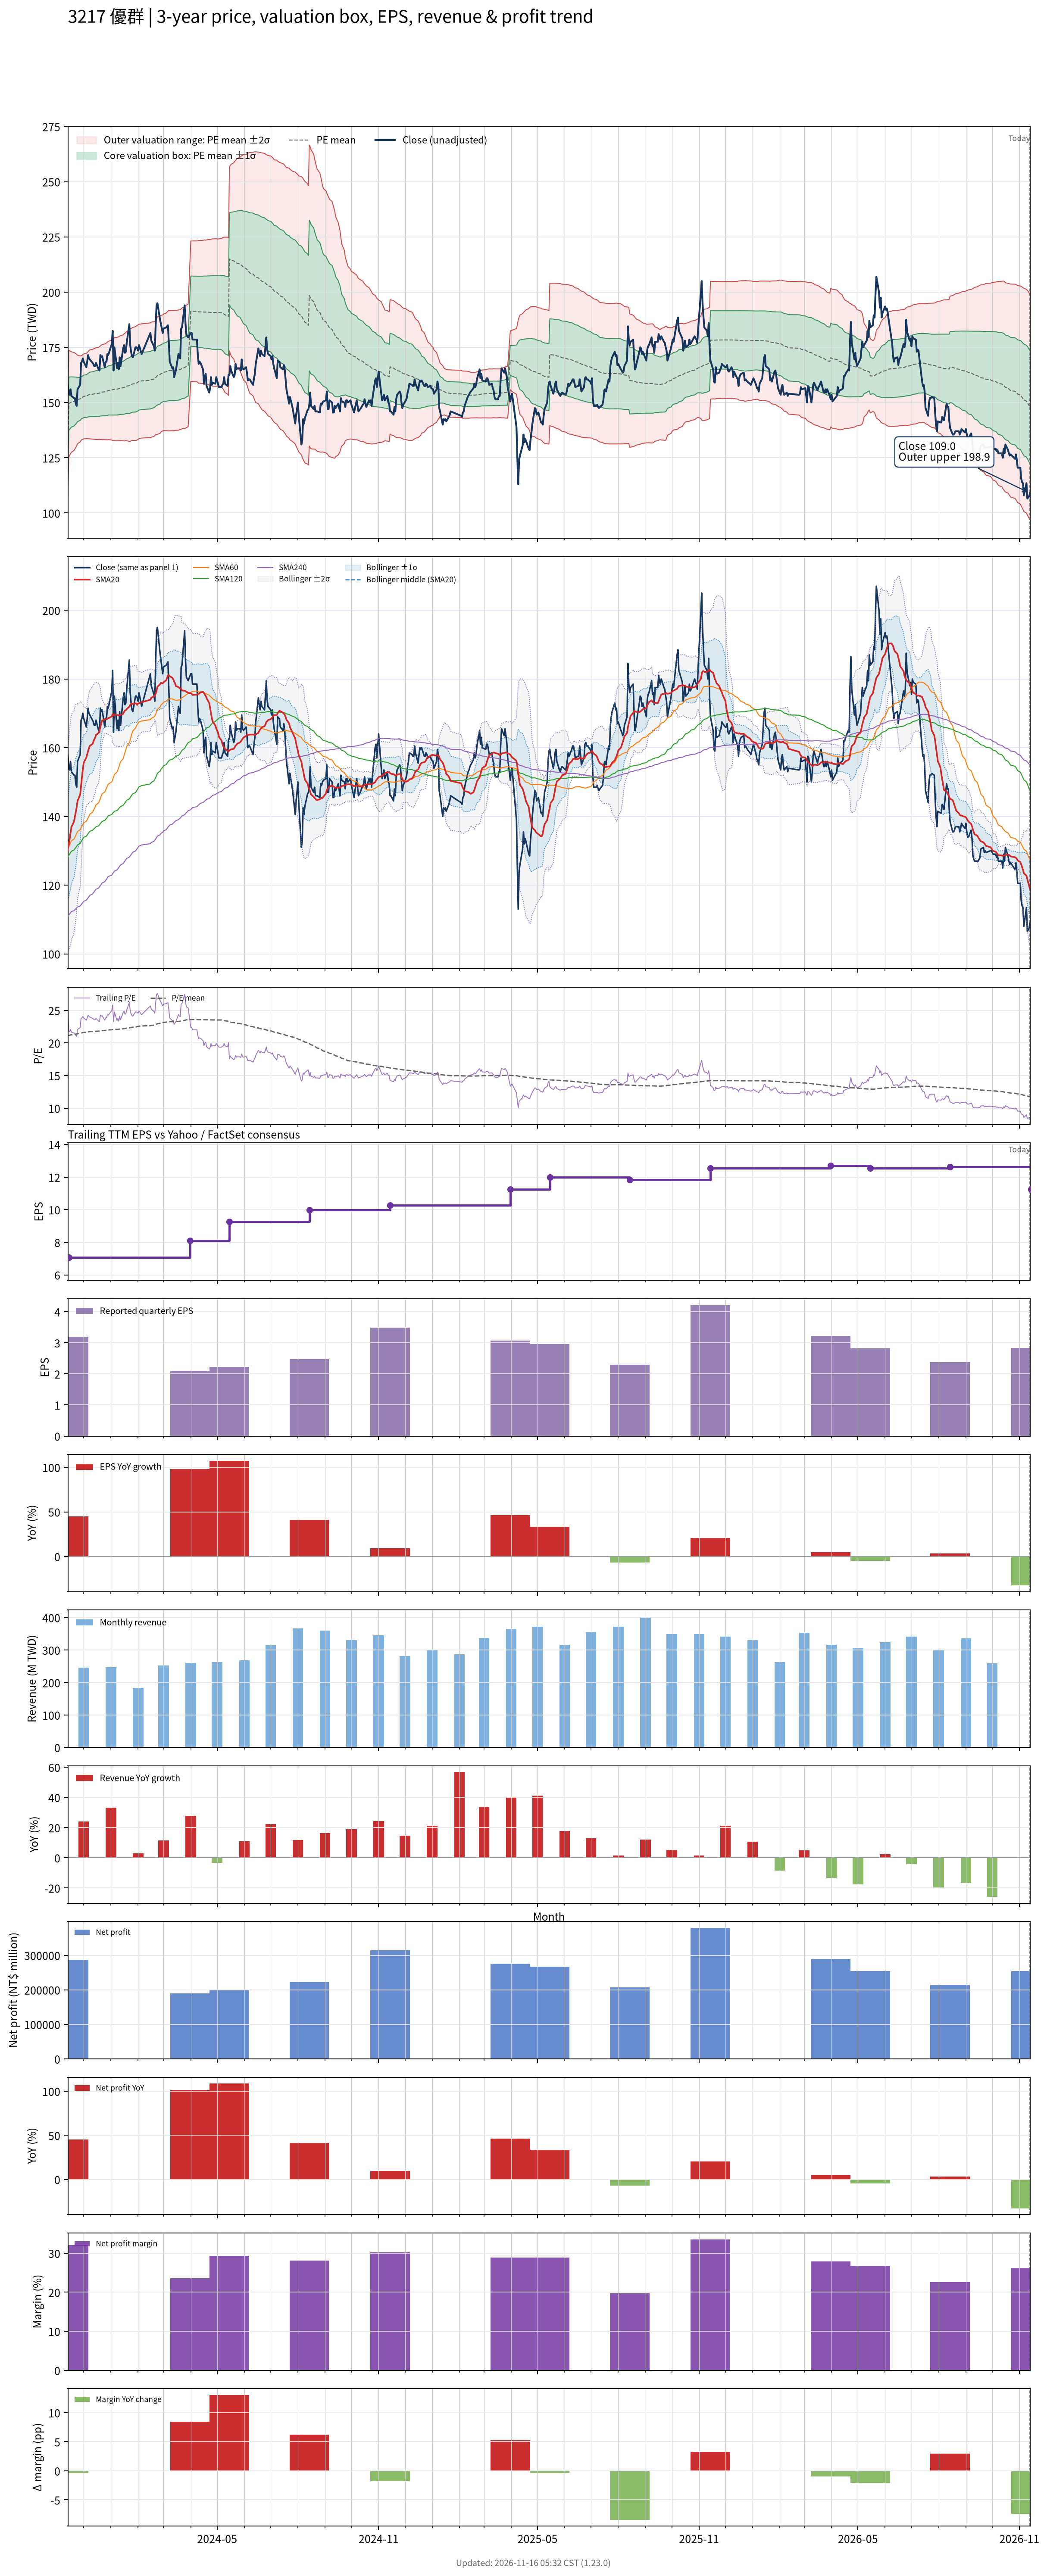 3217 優群 | 3-year price, valuation box, EPS, revenue & profit trend
275
250
225
200
175
150
125
100
Price (TWD)
Outer valuation range: PE mean ±2σ
Core valuation box: PE mean ±1σ
PE mean
Close (unadjusted)
Today
Close 109.0
Outer upper 198.9
200
180
160
140
120
100
Price
Close (same as panel 1)
SMA20
SMA60
SMA120
SMA240
Bollinger ±2σ
Bollinger ±1σ
Bollinger middle (SMA20)
25
20
15
10
P/E
Trailing P/E
P/E mean
Trailing TTM EPS vs Yahoo / FactSet consensus
14
12
10
8
6
EPS
Today
4
3
2
1
0
EPS
Reported quarterly EPS
100
50
0
YoY (%)
EPS YoY growth
400
300
200
100
0
Revenue (M TWD)
Monthly revenue
60
40
20
0
-20
YoY (%)
Revenue YoY growth
Month
300000
200000
100000
0
Net profit (NT$ million)
Net profit
100
50
0
YoY (%)
Net profit YoY
30
20
10
0
Margin (%)
Net profit margin
10
5
0
-5
Δ margin (pp)
Margin YoY change
2024-05
2024-11
2025-05
2025-11
2026-05
2026-11
Updated: 2026-11-16 05:32 CST (1.23.0)